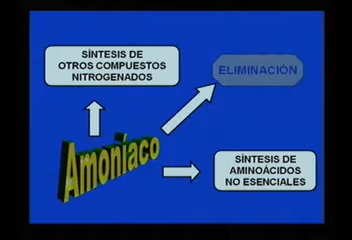 SÍNTESIS DE
OTROS COMPUESTOS
NITROGENADOS
ELIMINACIÓN
Amoníaco
SÍNTESIS DE
AMINOÁCIDOS
NO ESENCIALES